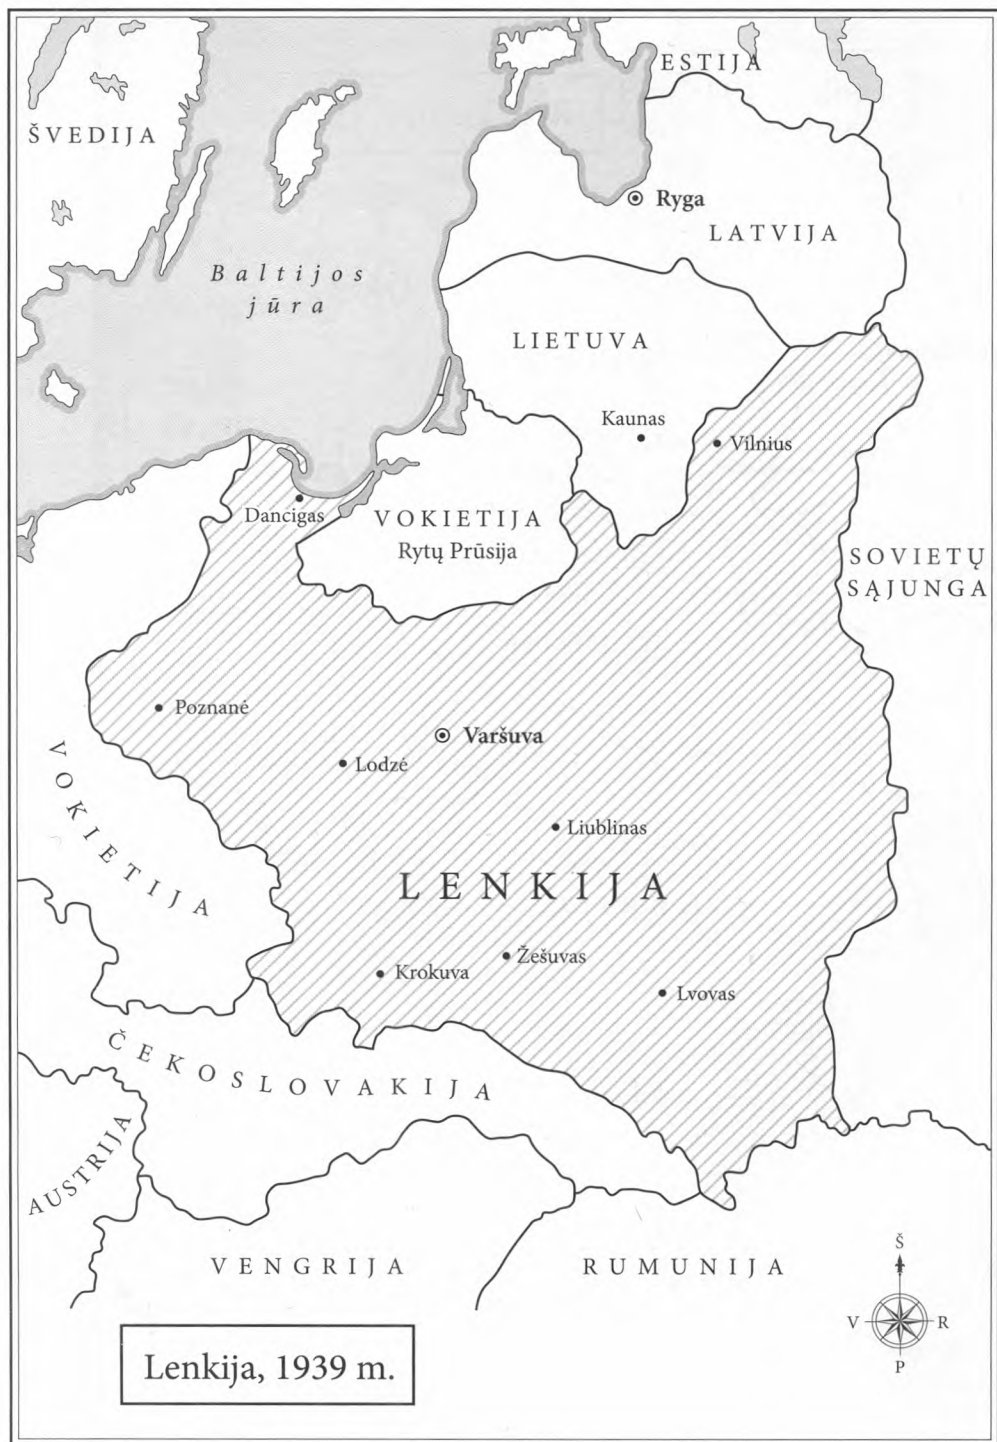 ESTIJA
ŠVEDIJA
Ryga
LATVIJA
Baltijos
jūra
LIETUVA
Kaunas
Vilnius
Dancigas
VOKIETIJA
Rytų Prūsija
SOVIETŲ
SĄJUNGA
Poznanė
Varšuva
Lodzė
VOKIETIJA
Liublinas
LENKIJA
Žešuvas
Krokuva
Lvovas
ČEKOSLOVAKIJA
AUSTRIJA
VENGRIJA
RUMUNIJA
Š
V
R
P
Lenkija, 1939 m.